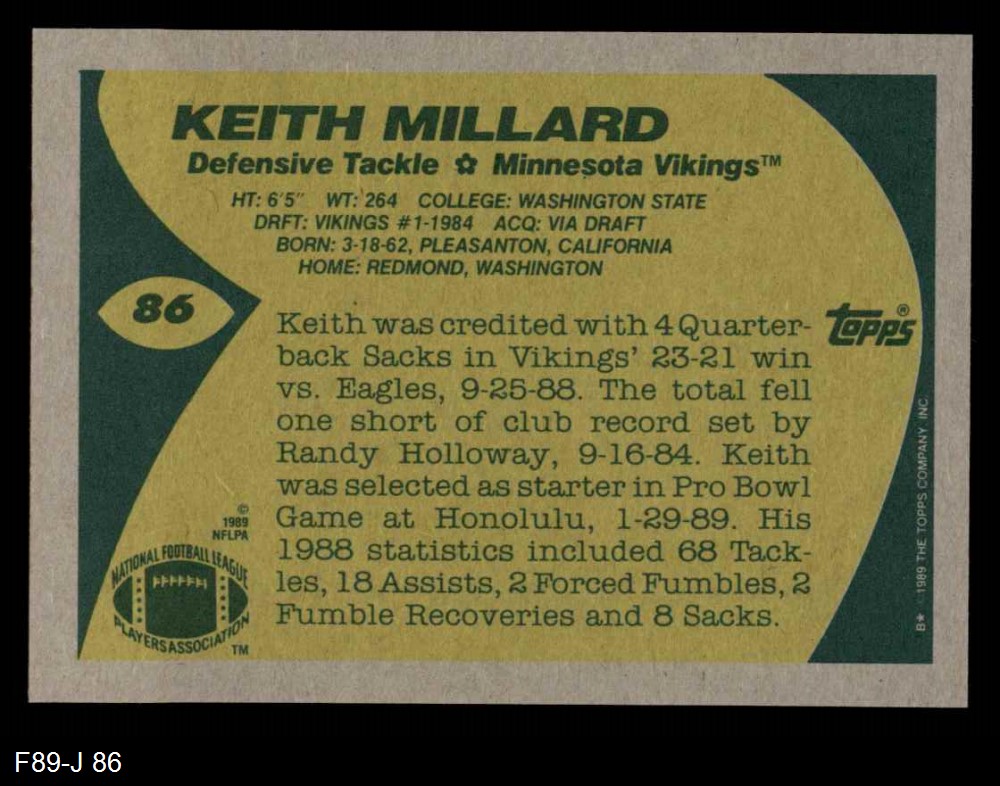 KEITH MILLARD
Defensive Tackle ✿ Minnesota Vikings™
HT: 6'5" WT: 264 COLLEGE: WASHINGTON STATE
DRFT: VIKINGS #1-1984 ACQ: VIA DRAFT
BORN: 3-18-62, PLEASANTON, CALIFORNIA
HOME: REDMOND, WASHINGTON
86
Keith was credited with 4 Quarter-
back Sacks in Vikings' 23-21 win
vs. Eagles, 9-25-88. The total fell
one short of club record set by
Randy Holloway, 9-16-84. Keith
was selected as starter in Pro Bowl
Game at Honolulu, 1-29-89. His
1988 statistics included 68 Tack-
les, 18 Assists, 2 Forced Fumbles, 2
Fumble Recoveries and 8 Sacks.
topps®
©
1989
NFLPA
NATIONAL FOOTBALL LEAGUE
PLAYERS ASSOCIATION
TM
B* 1989 THE TOPPS COMPANY, INC.
F89-J 86